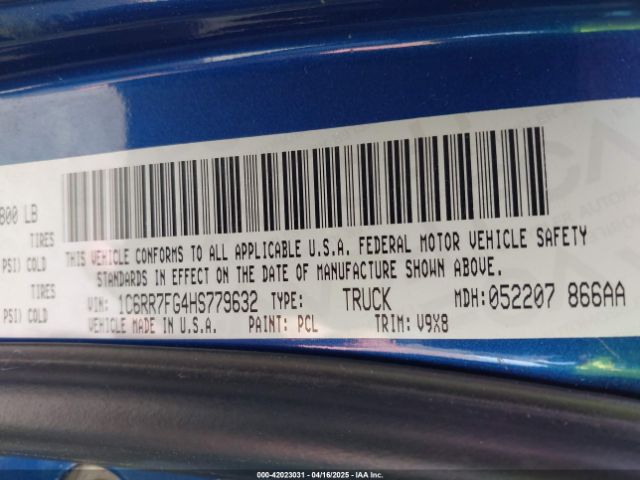 800 LB
TIRES
PSI) COLD
TIRES
PSI) COLD
THIS VEHICLE CONFORMS TO ALL APPLICABLE U.S.A. FEDERAL MOTOR VEHICLE SAFETY
STANDARDS IN EFFECT ON THE DATE OF MANUFACTURE SHOWN ABOVE.
VIN: 1C6RR7FG4HS779632 TYPE: TRUCK MDH: 052207 866AA
VEHICLE MADE IN U.S.A. PAINT: PCL TRIM: V9X8
000-42023031 - 04/16/2025 - IAA Inc.